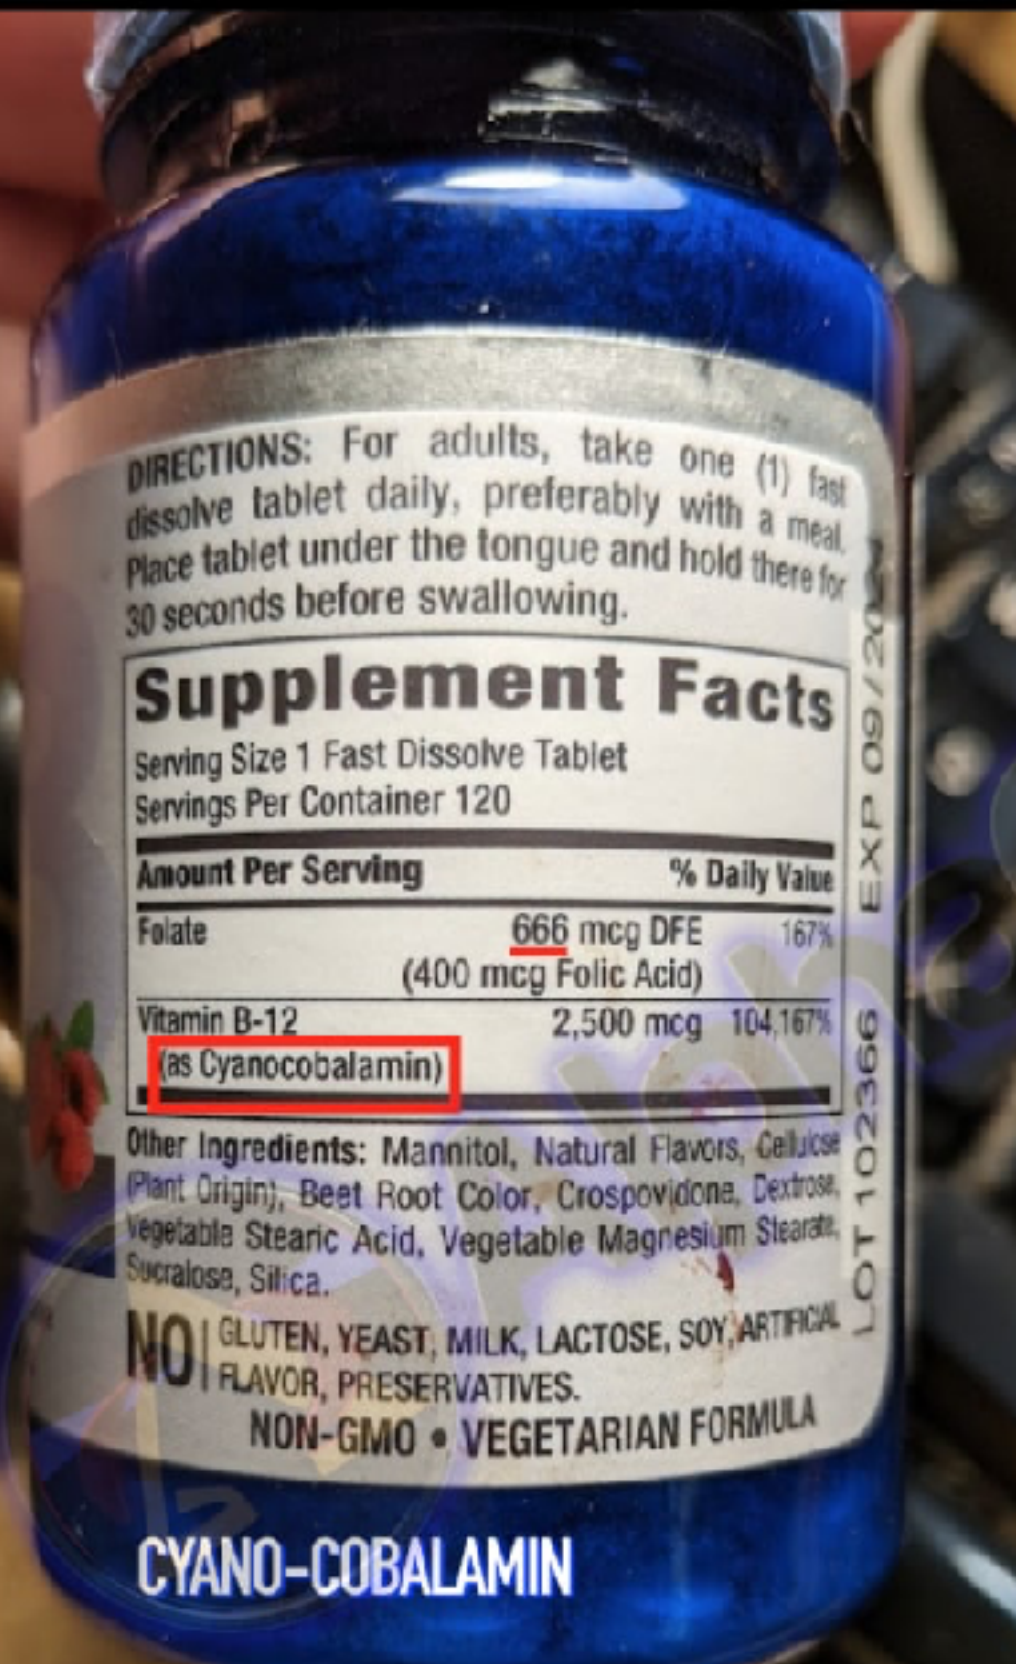 DIRECTIONS: For adults, take one (1) fast
dissolve tablet daily, preferably with a meal.
Place tablet under the tongue and hold there for
30 seconds before swallowing.
Supplement Facts
Serving Size 1 Fast Dissolve Tablet
Servings Per Container 120
Amount Per Serving % Daily Value
Folate 666 mcg DFE 167%
(400 mcg Folic Acid)
Vitamin B-12 2,500 mcg 104,167%
(as Cyanocobalamin)
Other Ingredients: Mannitol, Natural Flavors, Cellulose
(Plant Origin), Beet Root Color, Crospovidone, Dextrose,
Vegetable Stearic Acid, Vegetable Magnesium Stearate,
Sucralose, Silica.
NO GLUTEN, YEAST, MILK, LACTOSE, SOY, ARTIFICIAL
FLAVOR, PRESERVATIVES.
NON-GMO • VEGETARIAN FORMULA
LOT 102366 EXP
CYANO-COBALAMIN